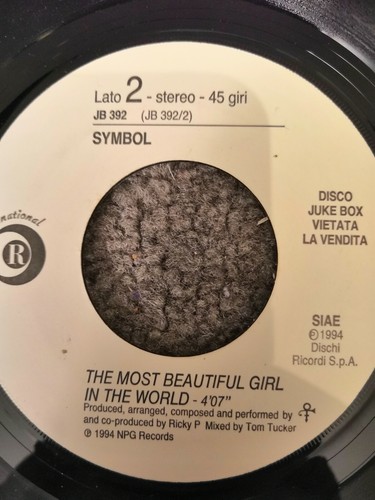 Lato 2 - stereo - 45 giri
JB 392 (JB 392/2)
SYMBOL
national
R
DISCO
JUKE BOX
VIETATA
LA VENDITA
SIAE
℗ 1994
Dischi
Ricordi S.p.A.
THE MOST BEAUTIFUL GIRL
IN THE WORLD - 4'07"
Produced, arranged, composed and performed by
and co-produced by Ricky P Mixed by Tom Tucker
℗ 1994 NPG Records